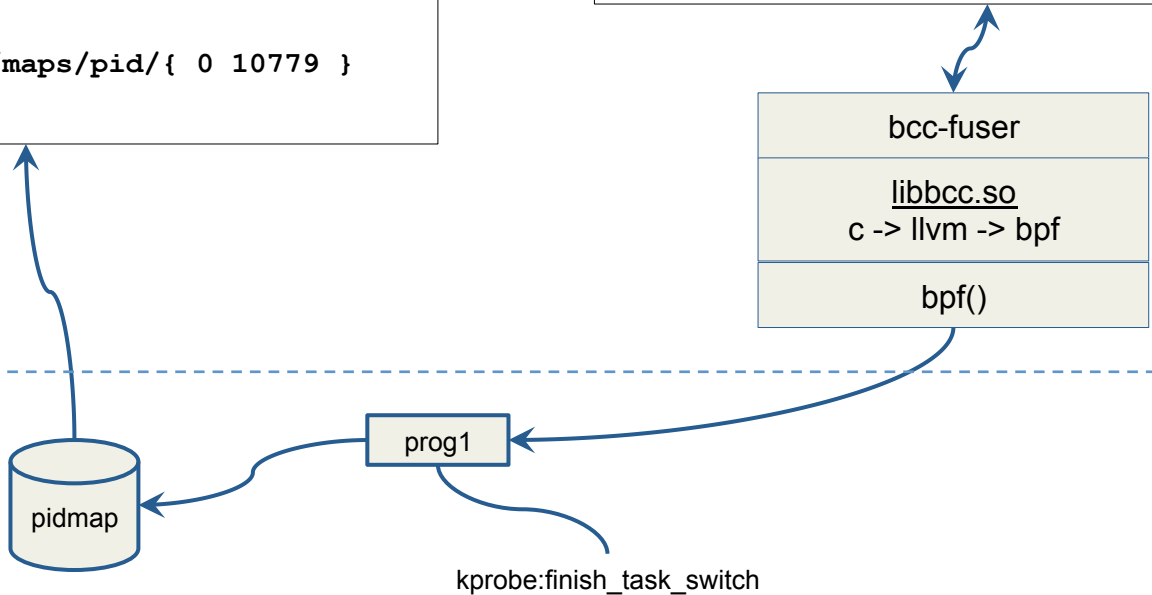 /maps/pid/{ 0 10779 }
bcc-fuser
libbcc.so
c -> llvm -> bpf
bpf()
prog1
pidmap
kprobe:finish_task_switch